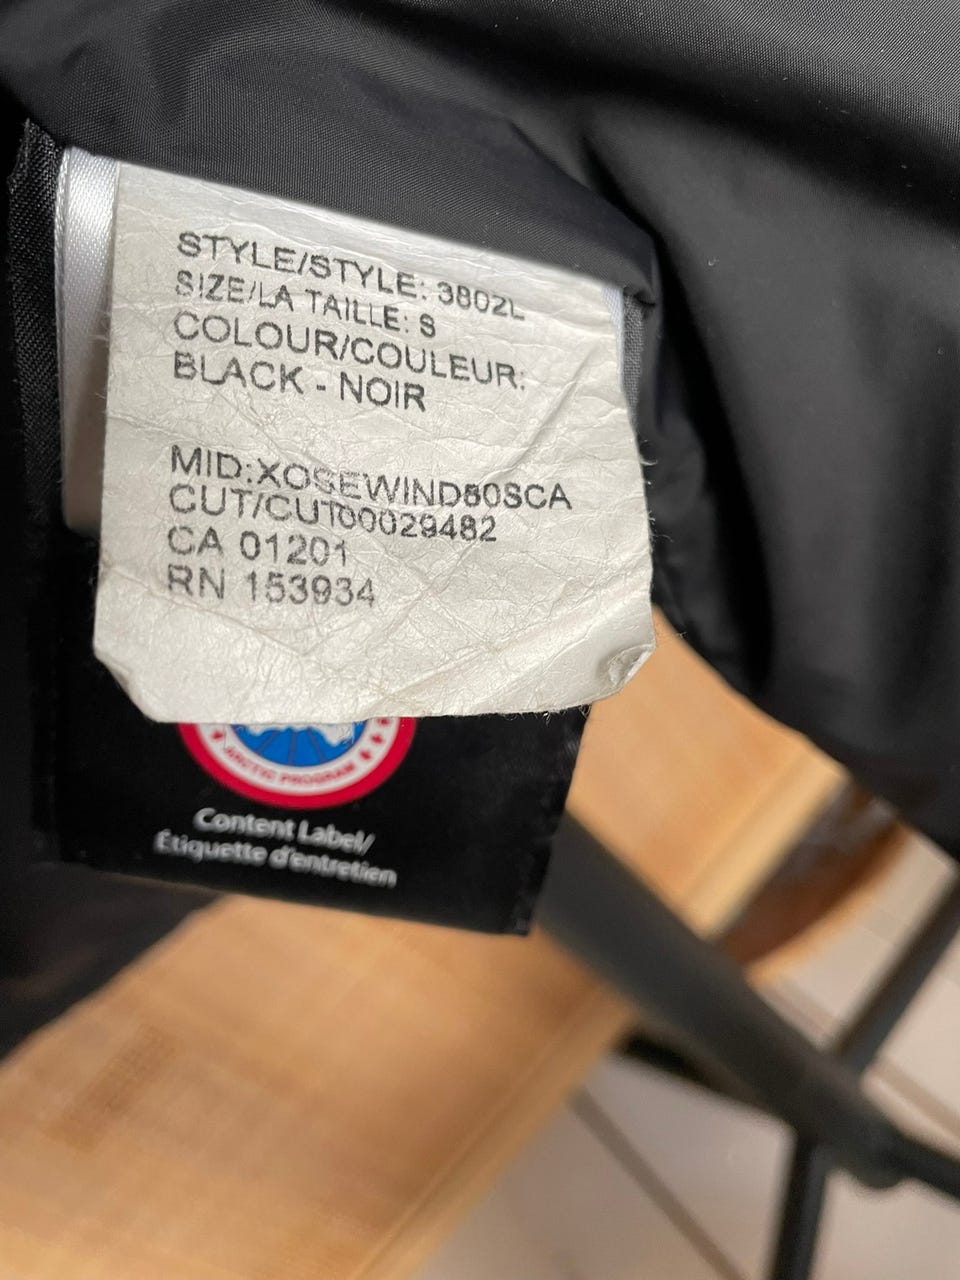 STYLE/STYLE: 3802L
SIZE/LA TAILLE: S
COLOUR/COULEUR:
BLACK - NOIR
MID:XOSEWIND80SCA
CUT/CUT00029482
CA 01201
RN 153934
ARCTIC PROGRAM
Content Label/
Étiquette d'entretien